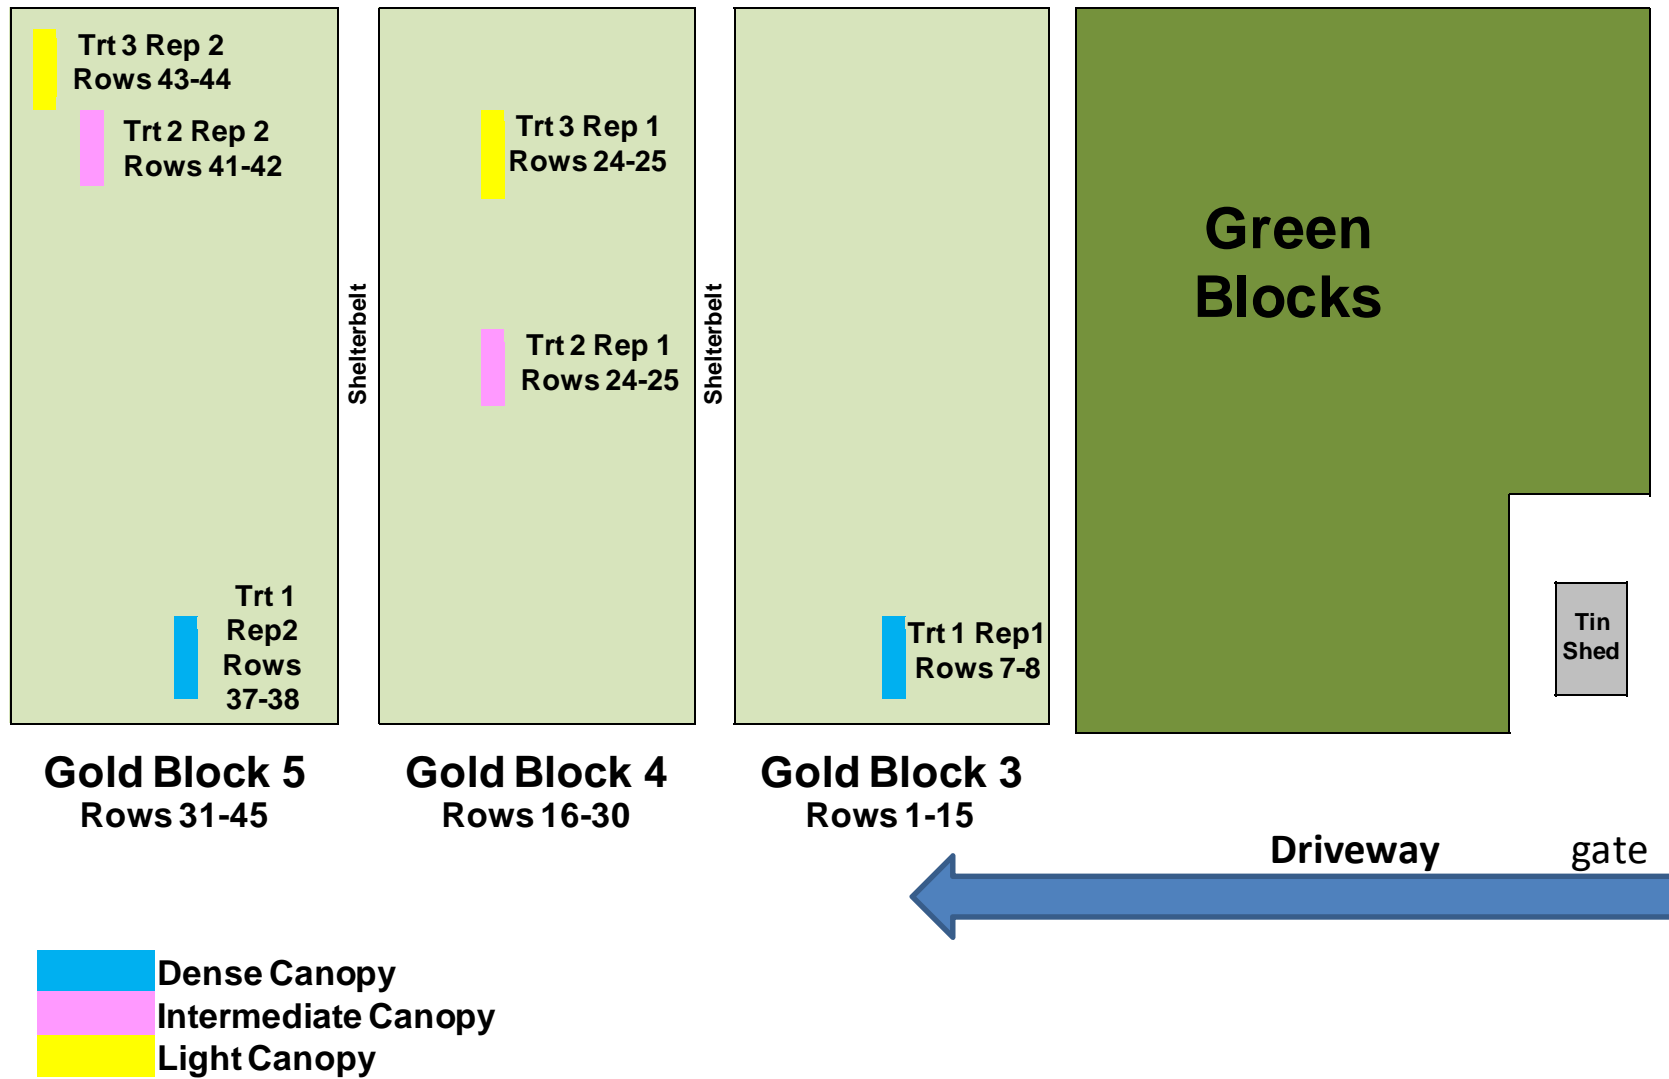 Trt 3 Rep 2
Rows 43-44
Trt 2 Rep 2
Rows 41-42
Trt 1
Rep2
Rows
37-38
Shelterbelt
Trt 3 Rep 1
Rows 24-25
Trt 2 Rep 1
Rows 24-25
Shelterbelt
Trt 1 Rep1
Rows 7-8
Green
Blocks
Tin
Shed
Gold Block 5
Rows 31-45
Gold Block 4
Rows 16-30
Gold Block 3
Rows 1-15
Driveway
gate
Dense Canopy
Intermediate Canopy
Light Canopy